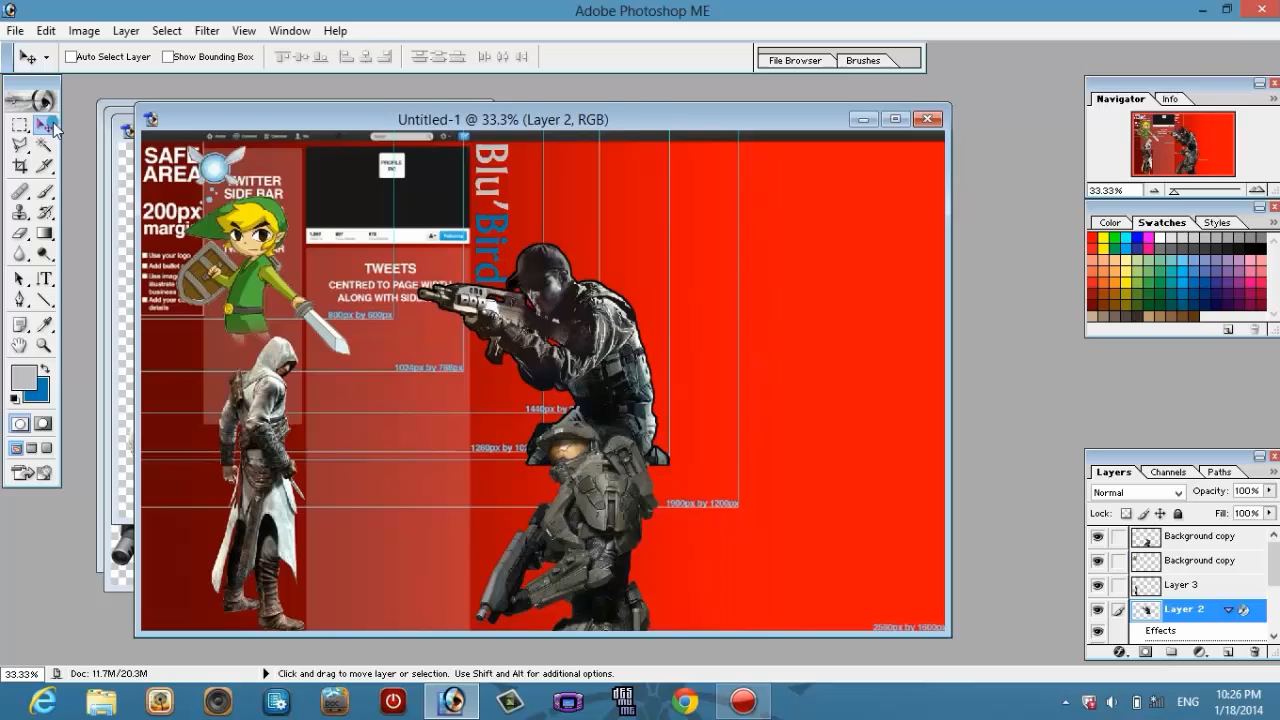 Adobe Photoshop ME
File Edit Image Layer Select Filter View Window Help
Auto Select Layer Show Bounding Box
File Browser Brushes
Untitled-1 @ 33.3% (Layer 2, RGB)
Navigator Info
33.33%
Color Swatches Styles
SAFE
AREA
200px
margin
TWITTER
SIDE BAR
PROFILE
PIC
Blu' Bird
Use your logo
TWEETS
CENTRED TO PAGE
ALONG WITH
800px by 600px
1024px by 768px
1440px by
1280px by
1900px by 1200px
2560px by 1600px
Layers Channels Paths
Normal Opacity: 100%
Lock: Fill: 100%
Background copy
Background copy
Layer 3
Layer 2
Effects
33.33% Doc: 11.7M/20.3M Click and drag to move layer or selection. Use Shift and Alt for additional options.
ENG
10:26 PM
1/18/2014